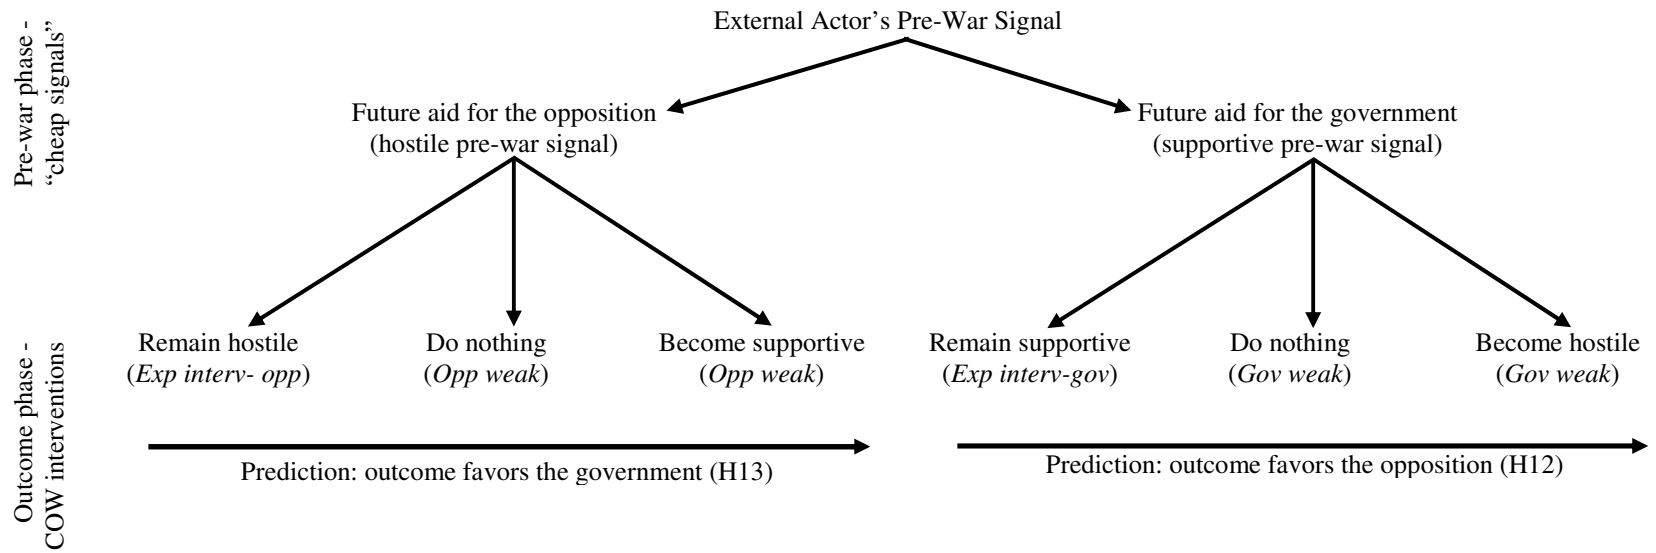 External Actor's Pre-War Signal
Pre-war phase -
“cheap signals”
Future aid for the opposition
(hostile pre-war signal)
Future aid for the government
(supportive pre-war signal)
Outcome phase -
COW interventions
Remain hostile
(Exp interv- opp)
Do nothing
(Opp weak)
Become supportive
(Opp weak)
Remain supportive
(Exp interv-gov)
Do nothing
(Gov weak)
Become hostile
(Gov weak)
Prediction: outcome favors the government (H13)
Prediction: outcome favors the opposition (H12)